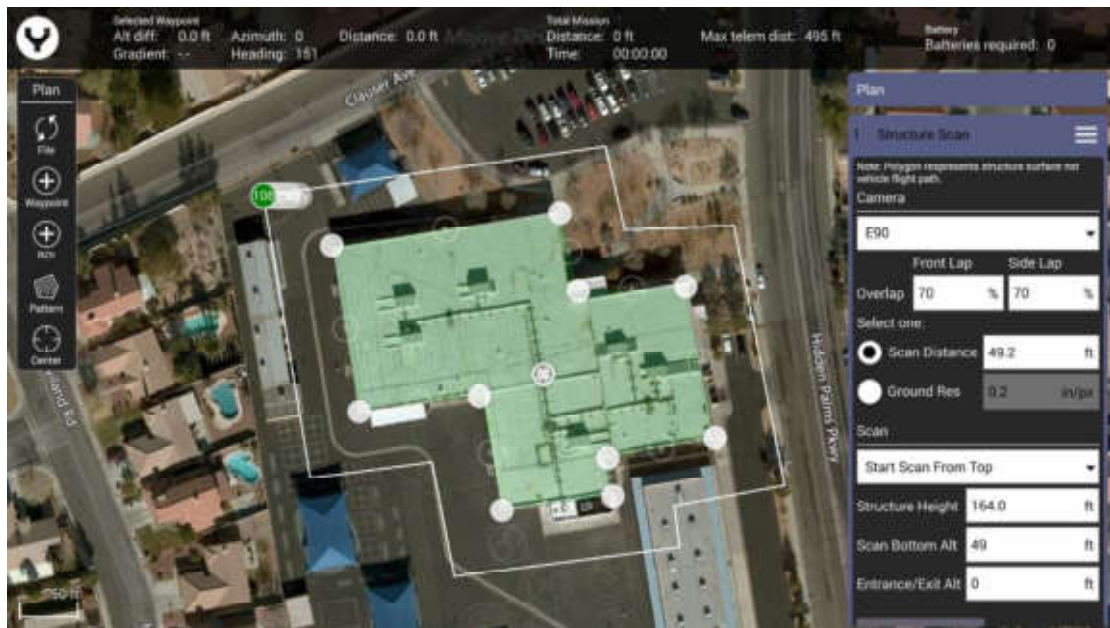 Selected Waypoint
Alt diff: 0.0 ft Azimuth: 0 Distance: 0.0 ft
Gradient: -- Heading: 151
Total Mission
Distance: 0 ft Max telem dist: 495 ft
Time: 00:00:00
Battery
Batteries required: 0
Plan
File
Waypoint
ROI
Pattern
Center
Clauser Ave
Hidden Palms Pkwy
50 ft
Plan
1 Structure Scan
Note: Polygon respresents structure surface not
vehicle flight path.
Camera
E90
Front Lap Side Lap
Overlap 70 % 70 %
Select one:
Scan Distance 49.2 ft
Ground Res 0.2 in/px
Scan
Start Scan From Top
Structure Height 164.0 ft
Scan Bottom Alt 49 ft
Entrance/Exit Alt 0 ft